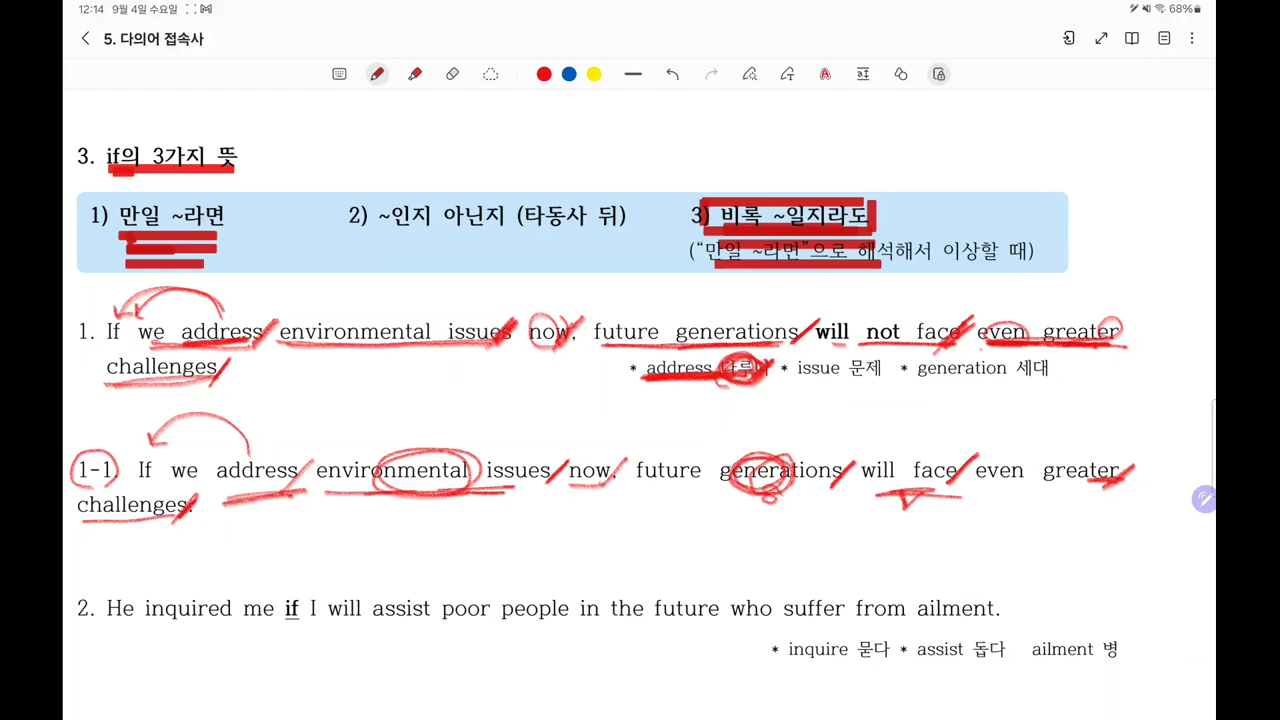 12:14 9월 4일 수요일 68%
5. 다의어 접속사
3. if의 3가지 뜻
1) 만일 ~라면 2) ~인지 아닌지 (타동사 뒤) 3) 비록 ~일지라도
(“만일 ~라면”으로 해석해서 이상할 때)
1. If we address environmental issues now, future generations will not face even greater
challenges.
* address 다루다 * issue 문제 * generation 세대
1-1) If we address environmental issues now, future generations will face even greater
challenges.
2. He inquired me if I will assist poor people in the future who suffer from ailment.
* inquire 묻다 * assist 돕다 ailment 병